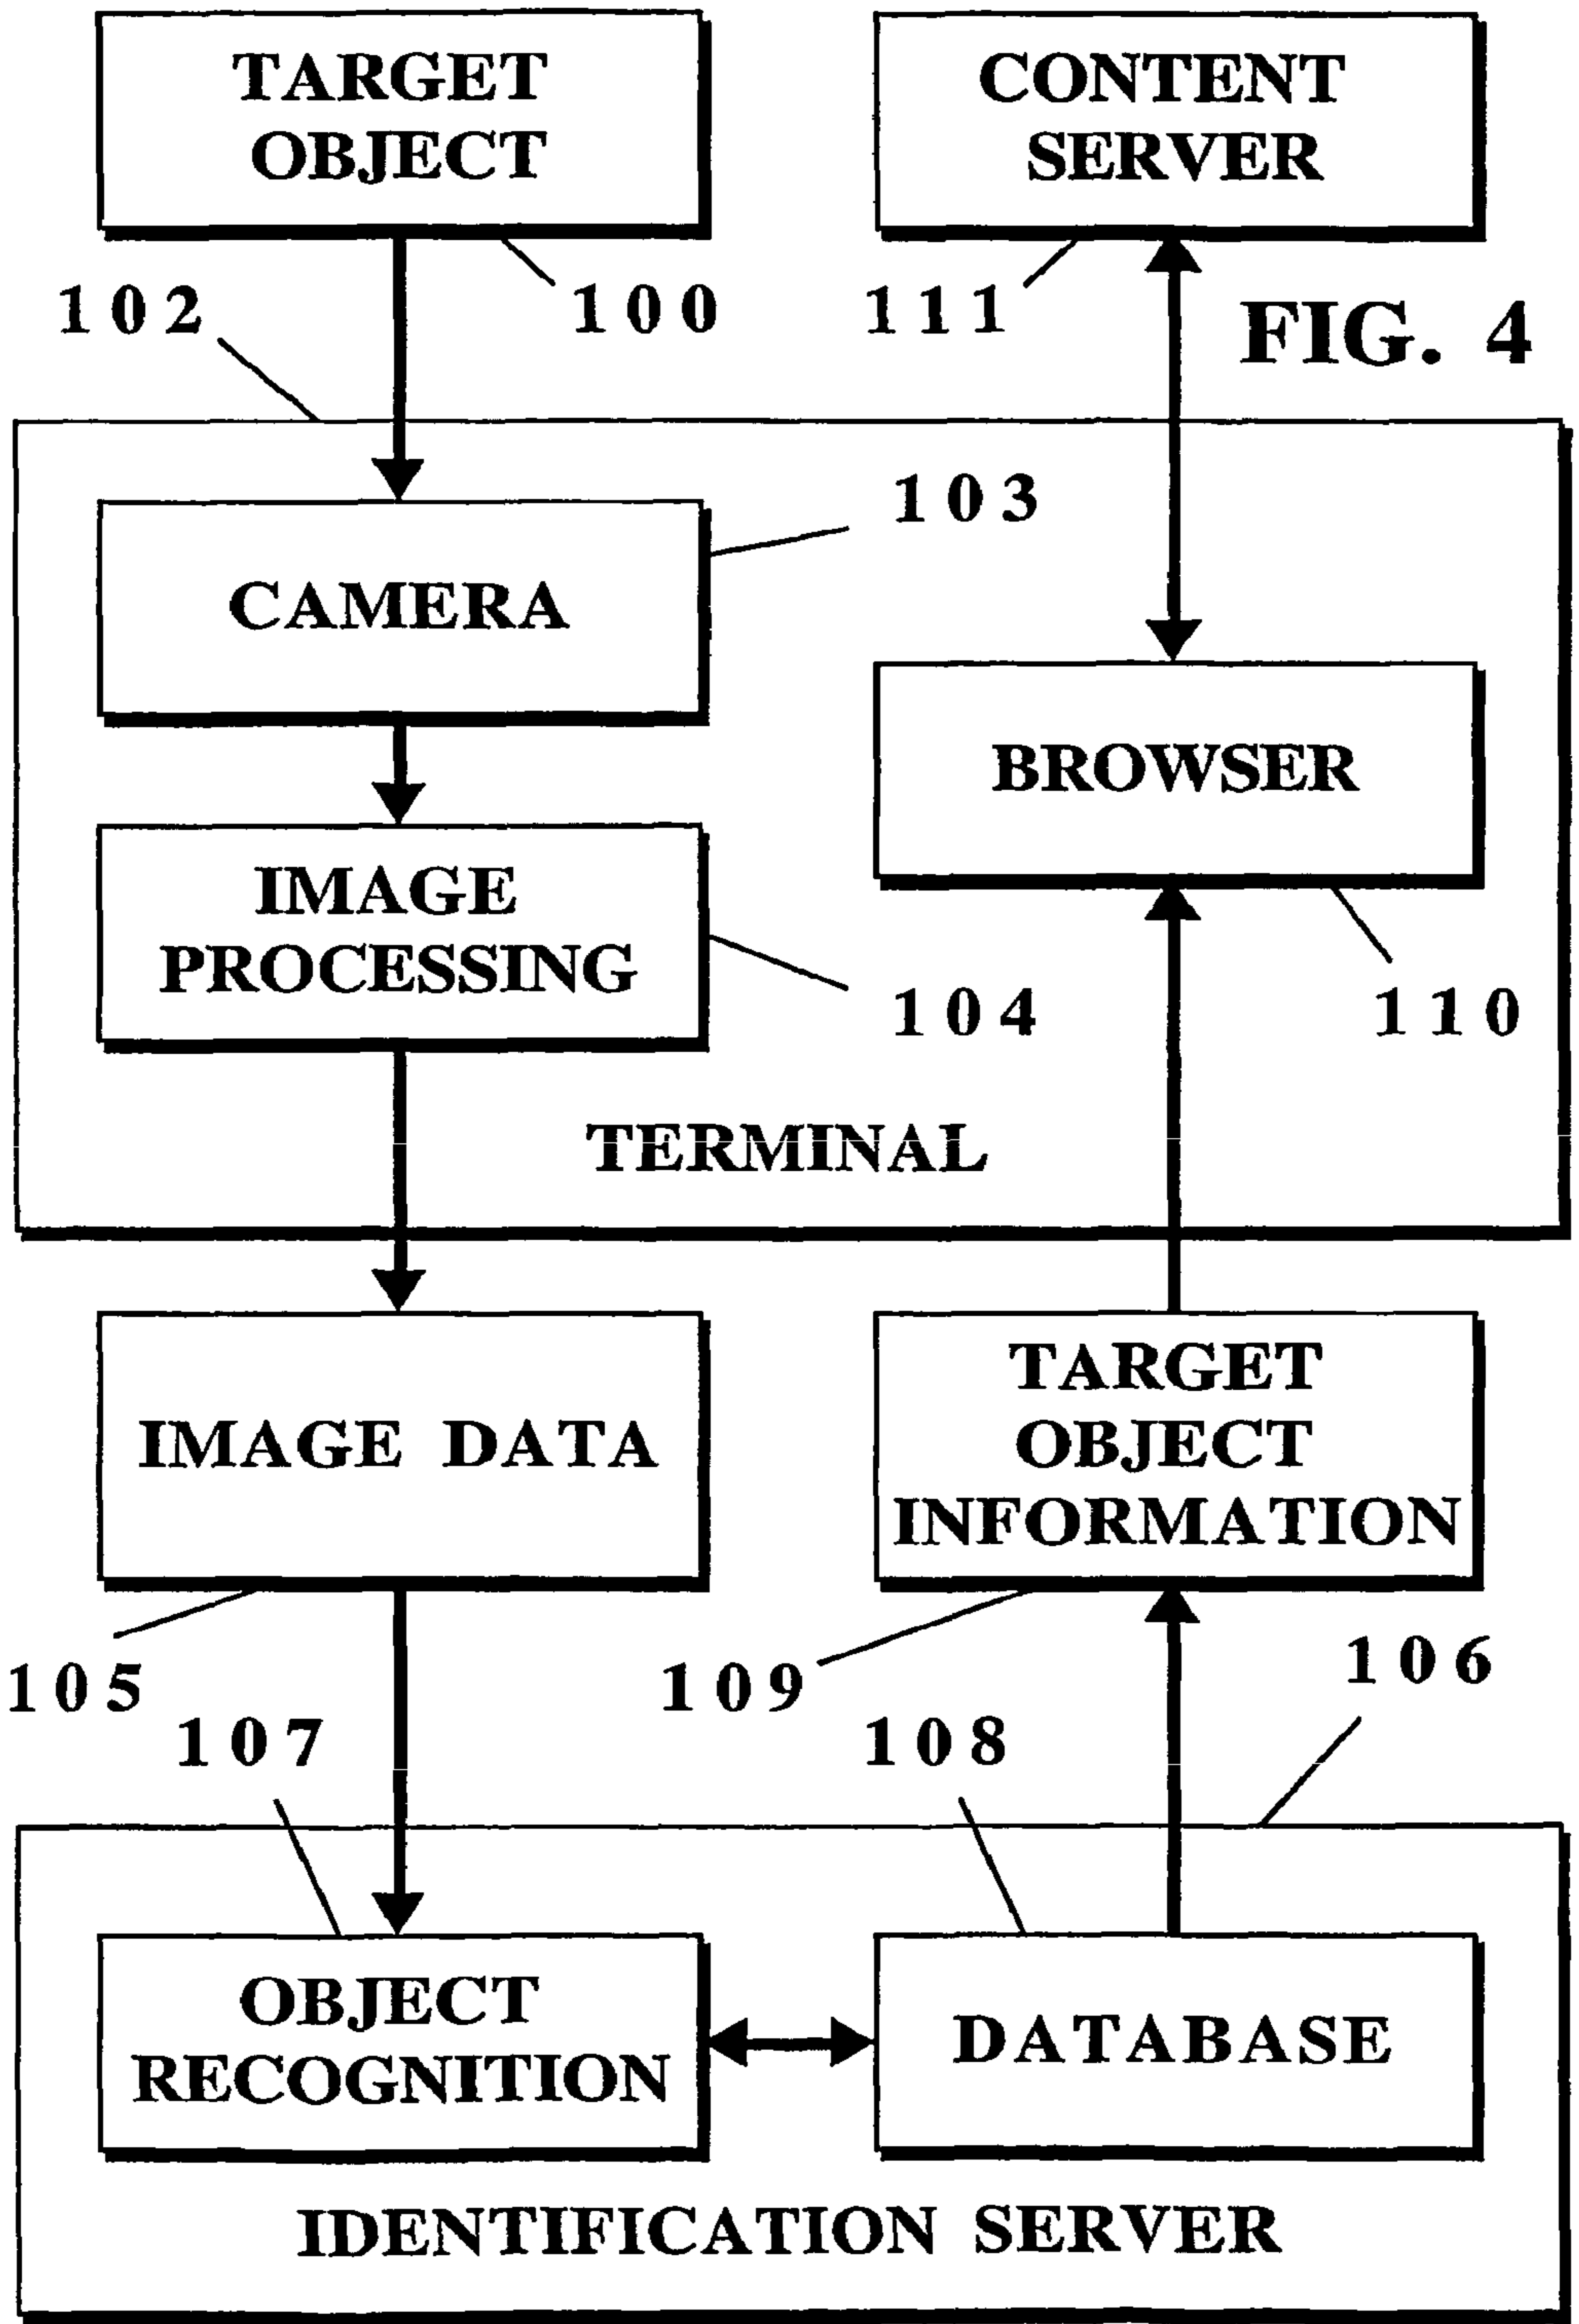 TARGET
OBJECT
CONTENT
SERVER
102
100
111
FIG. 4
103
CAMERA
BROWSER
IMAGE
PROCESSING
104
110
TERMINAL
IMAGE DATA
TARGET
OBJECT
INFORMATION
105
109
106
107
108
OBJECT
RECOGNITION
DATABASE
IDENTIFICATION SERVER